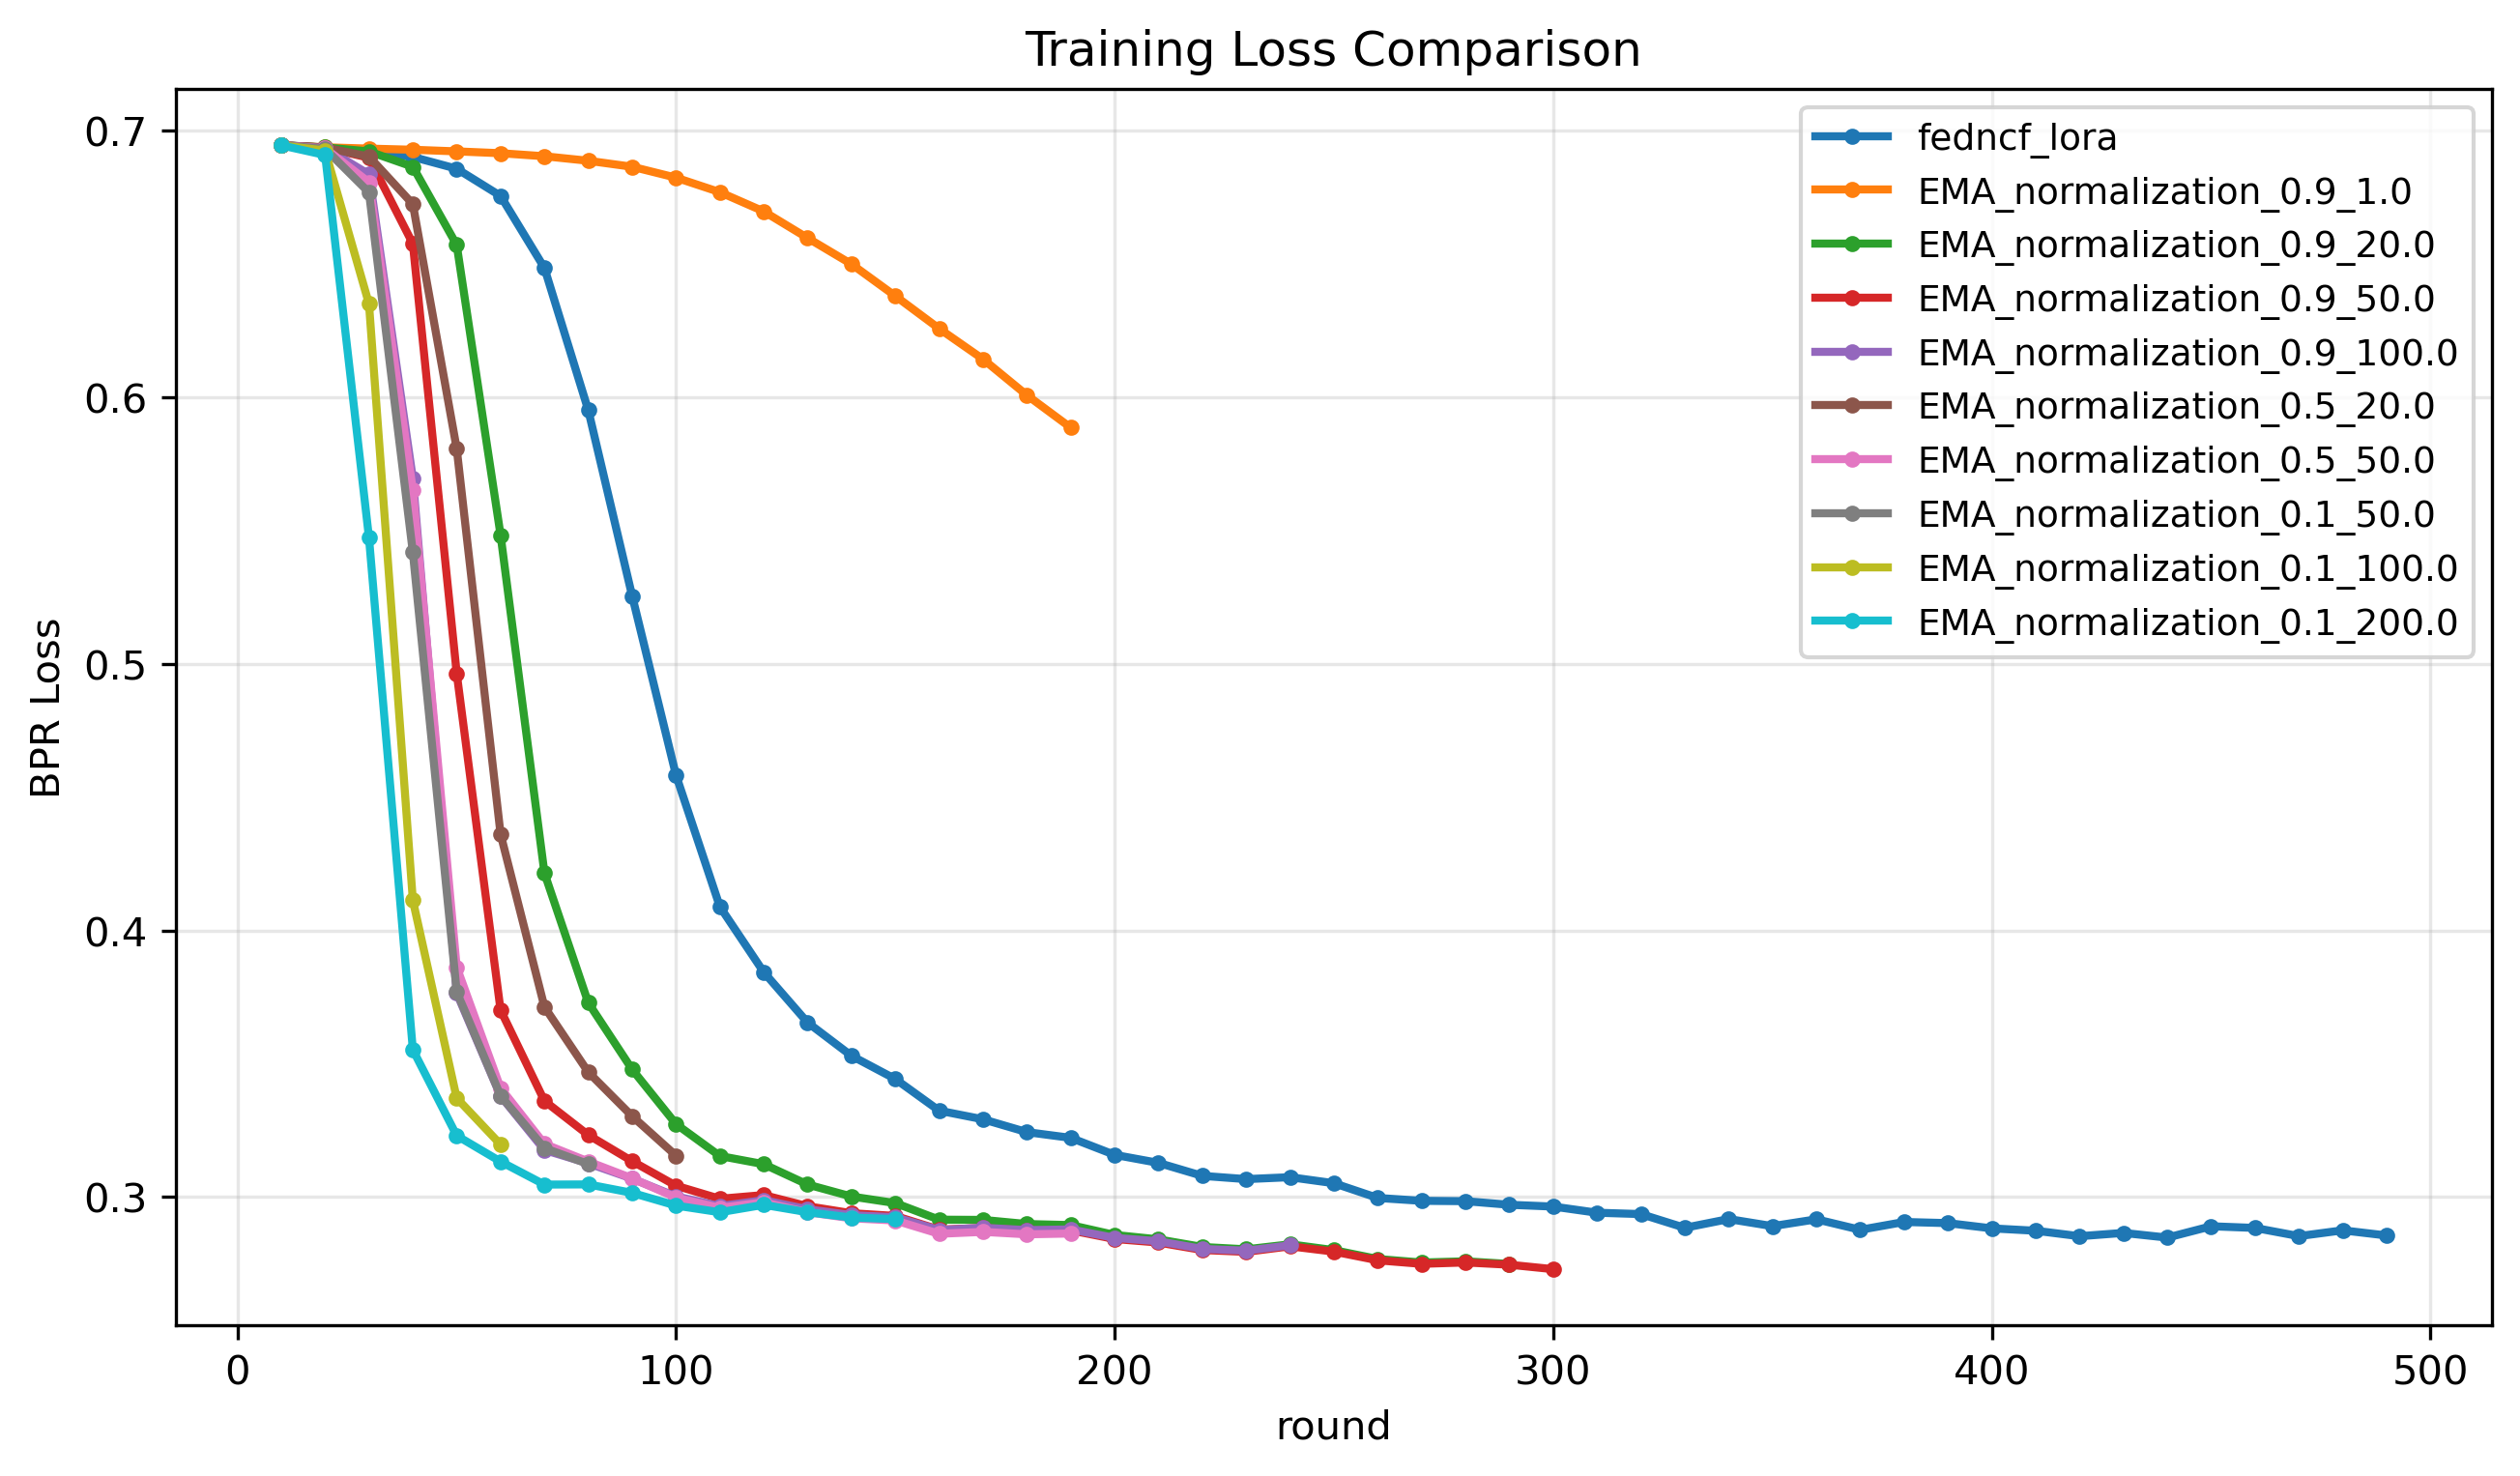 Training Loss Comparison
0.7
0.6
0.5
0.4
0.3
BPR Loss
fedncf_lora
EMA_normalization_0.9_1.0
EMA_normalization_0.9_20.0
EMA_normalization_0.9_50.0
EMA_normalization_0.9_100.0
EMA_normalization_0.5_20.0
EMA_normalization_0.5_50.0
EMA_normalization_0.1_50.0
EMA_normalization_0.1_100.0
EMA_normalization_0.1_200.0
0 100 200 300 400 500
round